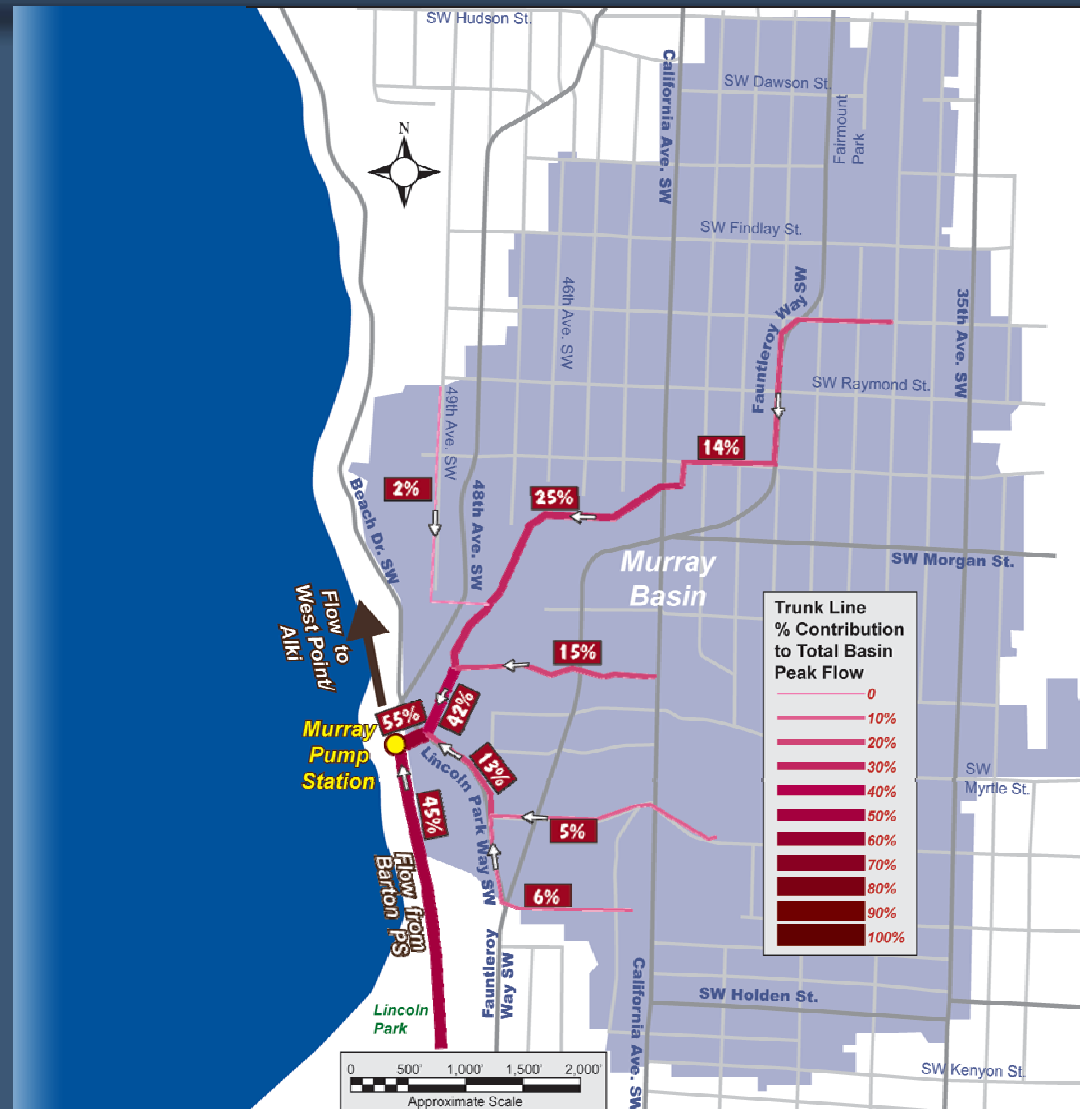 SW Hudson St.
California Ave. SW
SW Dawson St.
Fairmount
Park
N
SW Findlay St.
46th Ave. SW
Fauntleroy Way SW
35th Ave. SW
SW Raymond St.
49th Ave. SW
14%
2%
25%
Beach Dr. SW
48th Ave. SW
Murray
Basin
SW Morgan St.
Flow to
West Point/
Alki
Trunk Line
% Contribution
to Total Basin
Peak Flow
0
10%
20%
30%
40%
50%
60%
70%
80%
90%
100%
15%
42%
55%
Murray
Pump
Station
13%
Lincoln Park Way SW
SW
Myrtle St.
45%
5%
Flow from
Barton PS
6%
Fauntleroy
Way SW
California Ave. SW
SW Holden St.
Lincoln
Park
SW Kenyon St.
0 500' 1,000' 1,500' 2,000'
Approximate Scale